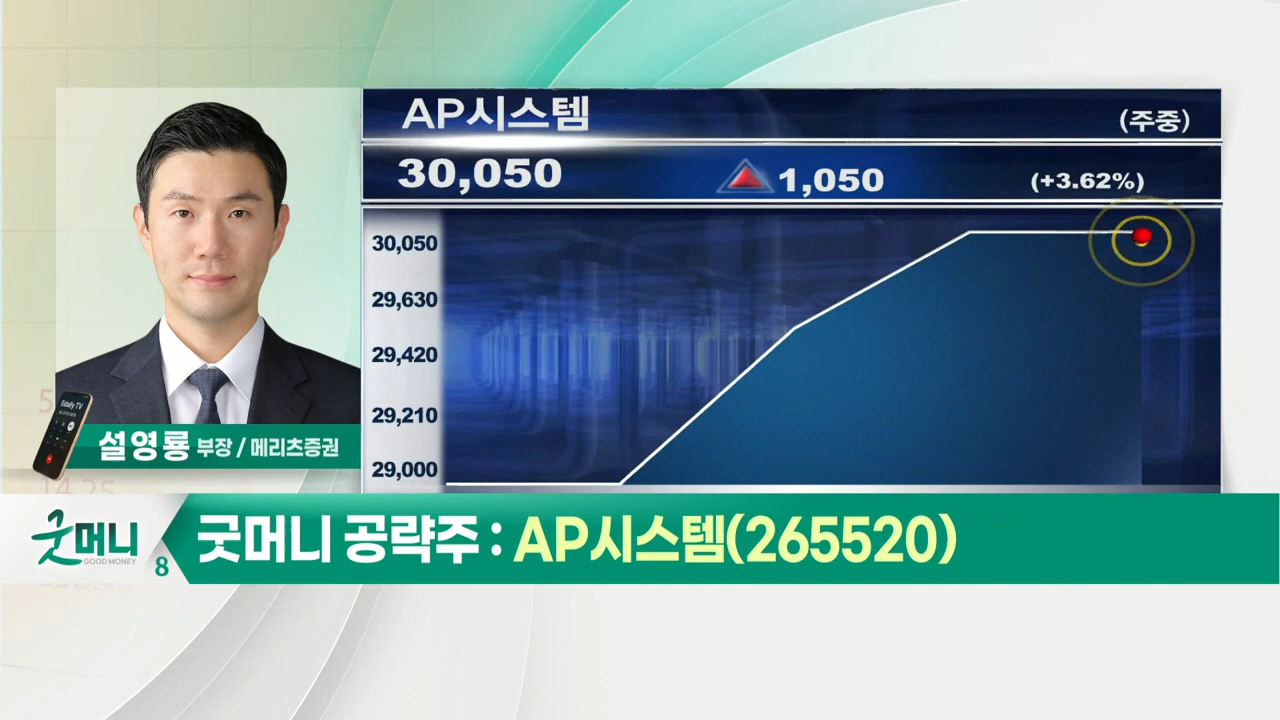 AP시스템
(주중)
30,050
1,050
(+3.62%)
30,050
29,630
29,420
29,210
29,000
Edaily TV
설영룡 부장 / 메리츠증권
굿머니
GOOD MONEY
8
굿머니 공략주 : AP시스템(265520)